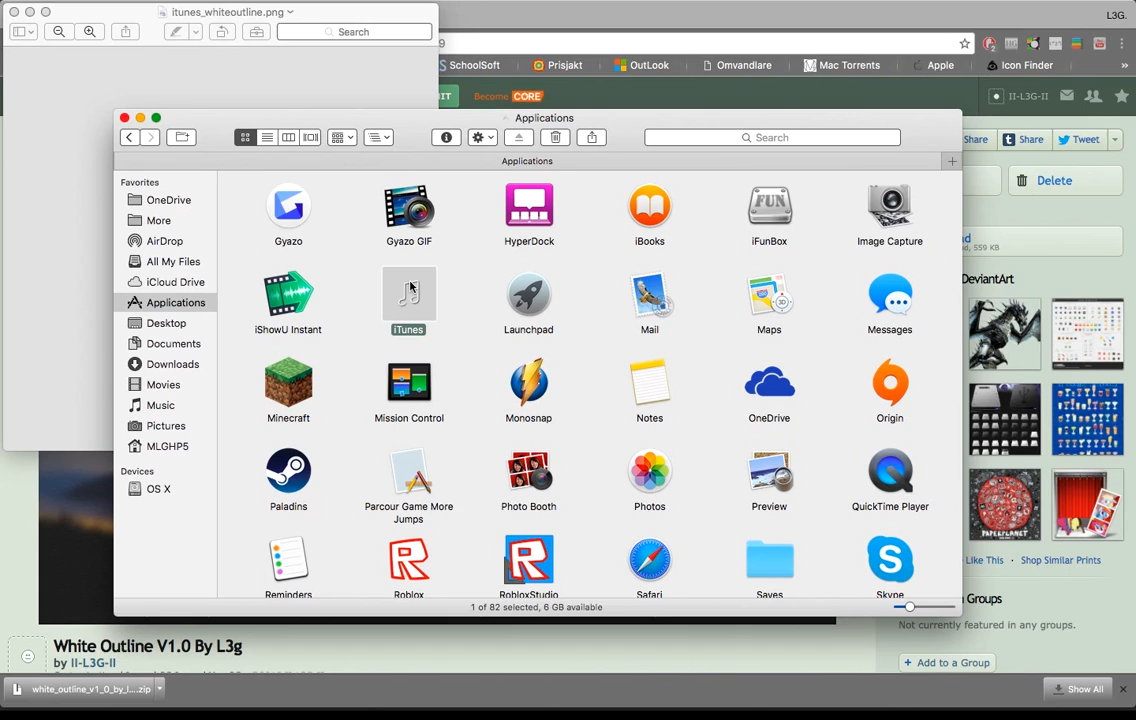 itunes_whiteoutline.png
L3G.
Search
9
SchoolSoft
Prisjakt
OutLook
Omvandlare
Mac Torrents
Apple
Icon Finder
»
IT
Become CORE
II-L3G-II
Applications
Share
Share
Tweet
Search
Applications
Delete
Favorites
OneDrive
More
AirDrop
All My Files
iCloud Drive
Applications
Desktop
Documents
Downloads
Movies
Music
Pictures
MLGHP5
Devices
OS X
Gyazo
Gyazo GIF
HyperDock
iBooks
FUN
iFunBox
Image Capture
iShowU Instant
iTunes
Launchpad
Mail
Maps
Messages
Minecraft
Mission Control
Monosnap
Notes
OneDrive
Origin
Paladins
Parcour Game More
Jumps
Photo Booth
Photos
Preview
QuickTime Player
Reminders
Roblox
RobloxStudio
Safari
Saves
Skype
1 of 82 selected, 6 GB available
d, 559 KB
DeviantArt
PAPERPLANET
Like This
Shop Similar Prints
Groups
Not currently featured in any groups.
+ Add to a Group
White Outline V1.0 By L3g
by II-L3G-II
white_outline_v1_0_by_l....zip
Show All